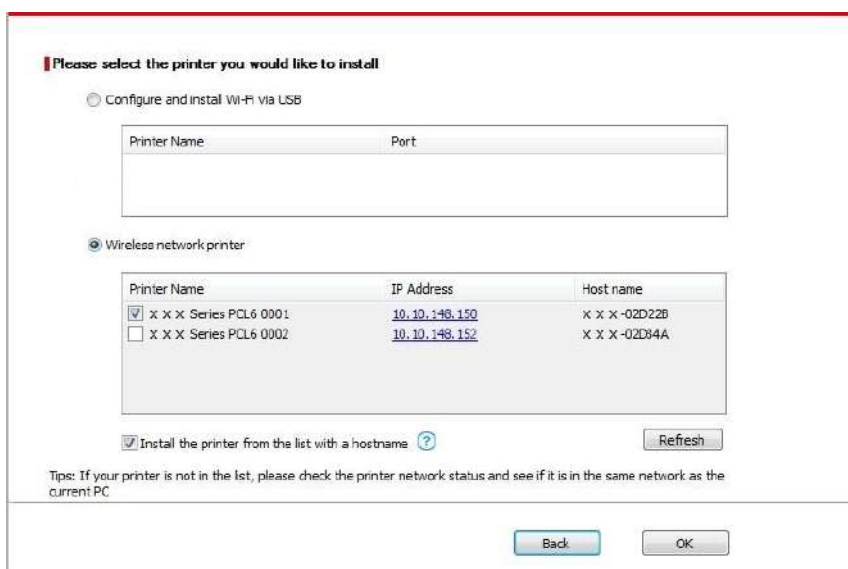 Please select the printer you would like to install
Configure and install Wi-Fi via USB
Printer Name Port
Wireless network printer
Printer Name IP Address Host name
X X X Series PCL6 0001 10.10.148.150 X X X -02D22B
X X X Series PCL6 0002 10.10.148.152 X X X -02D84A
Install the printer from the list with a hostname ? Refresh
Tips: If your printer is not in the list, please check the printer network status and see if it is in the same network as the
current PC
Back OK